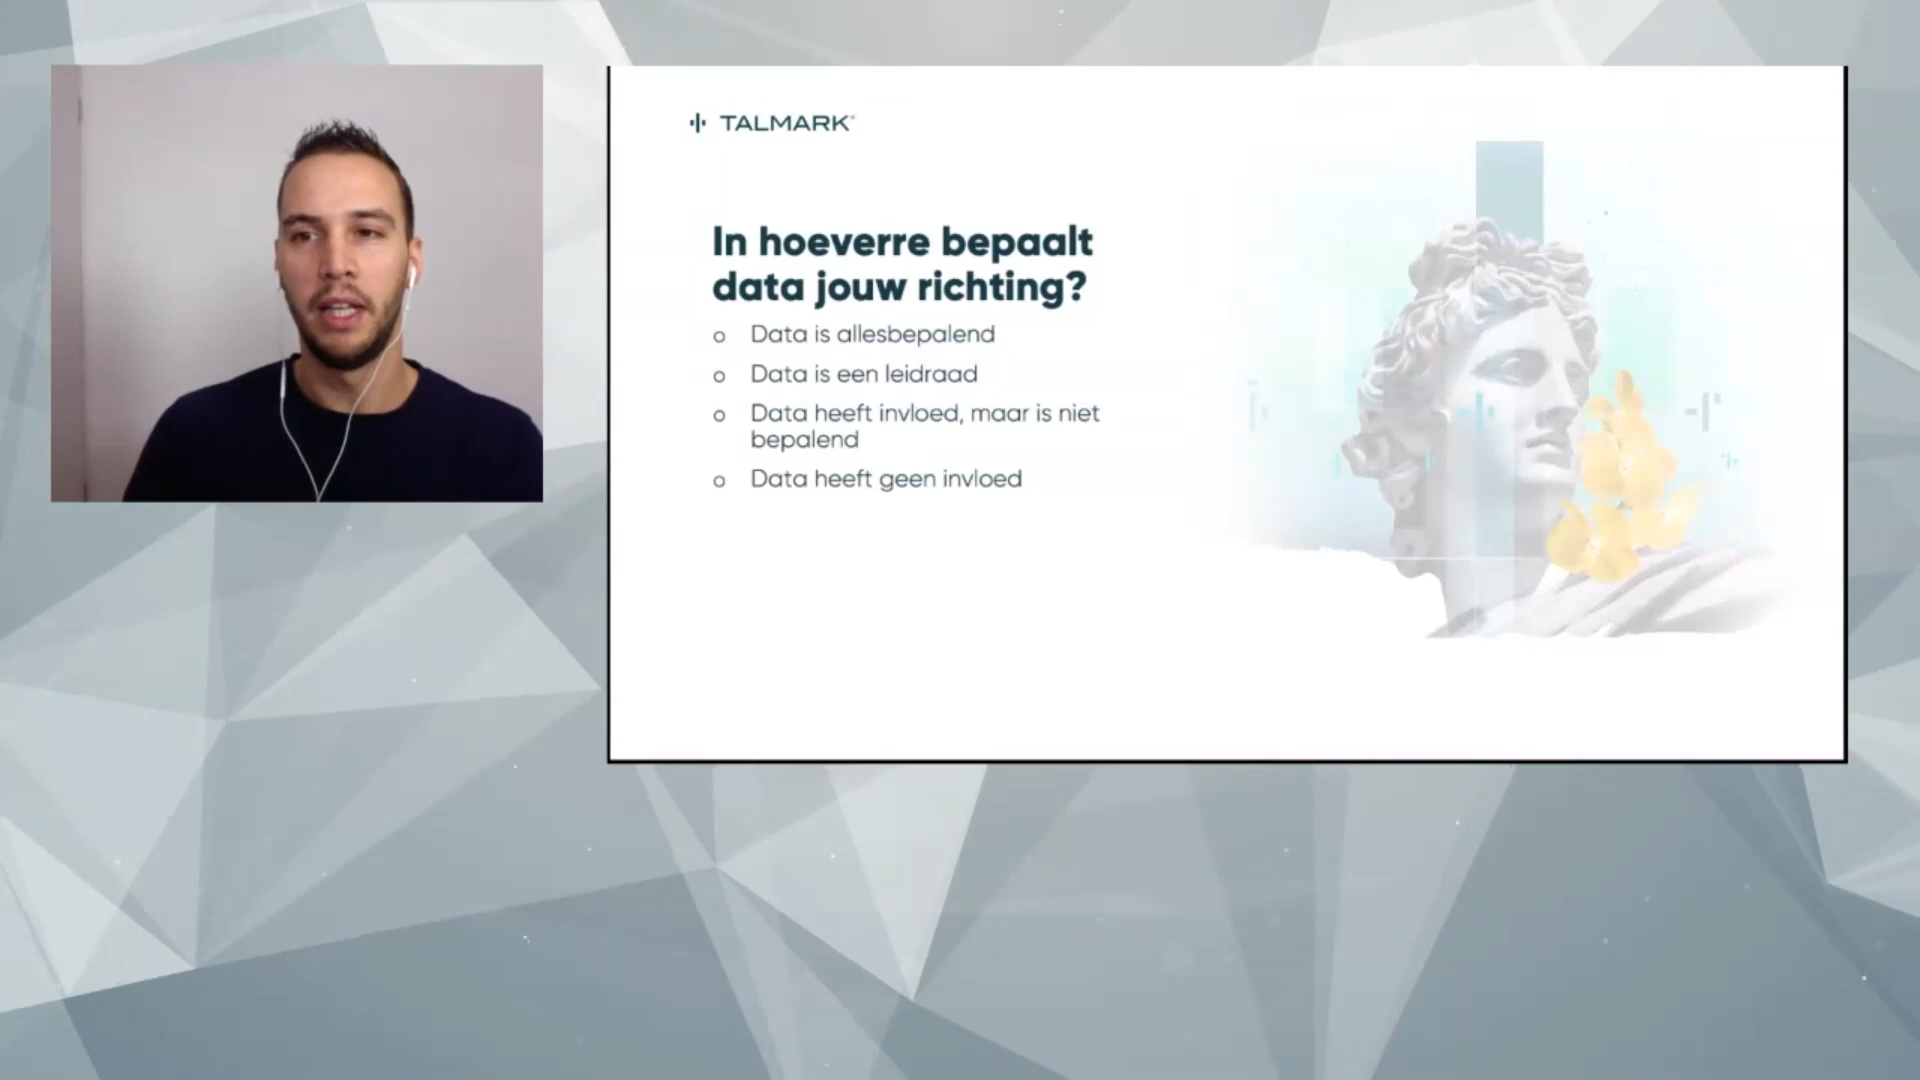 TALMARK
In hoeverre bepaalt
data jouw richting?
o Data is allesbepalend
o Data is een leidraad
o Data heeft invloed, maar is niet
bepalend
o Data heeft geen invloed